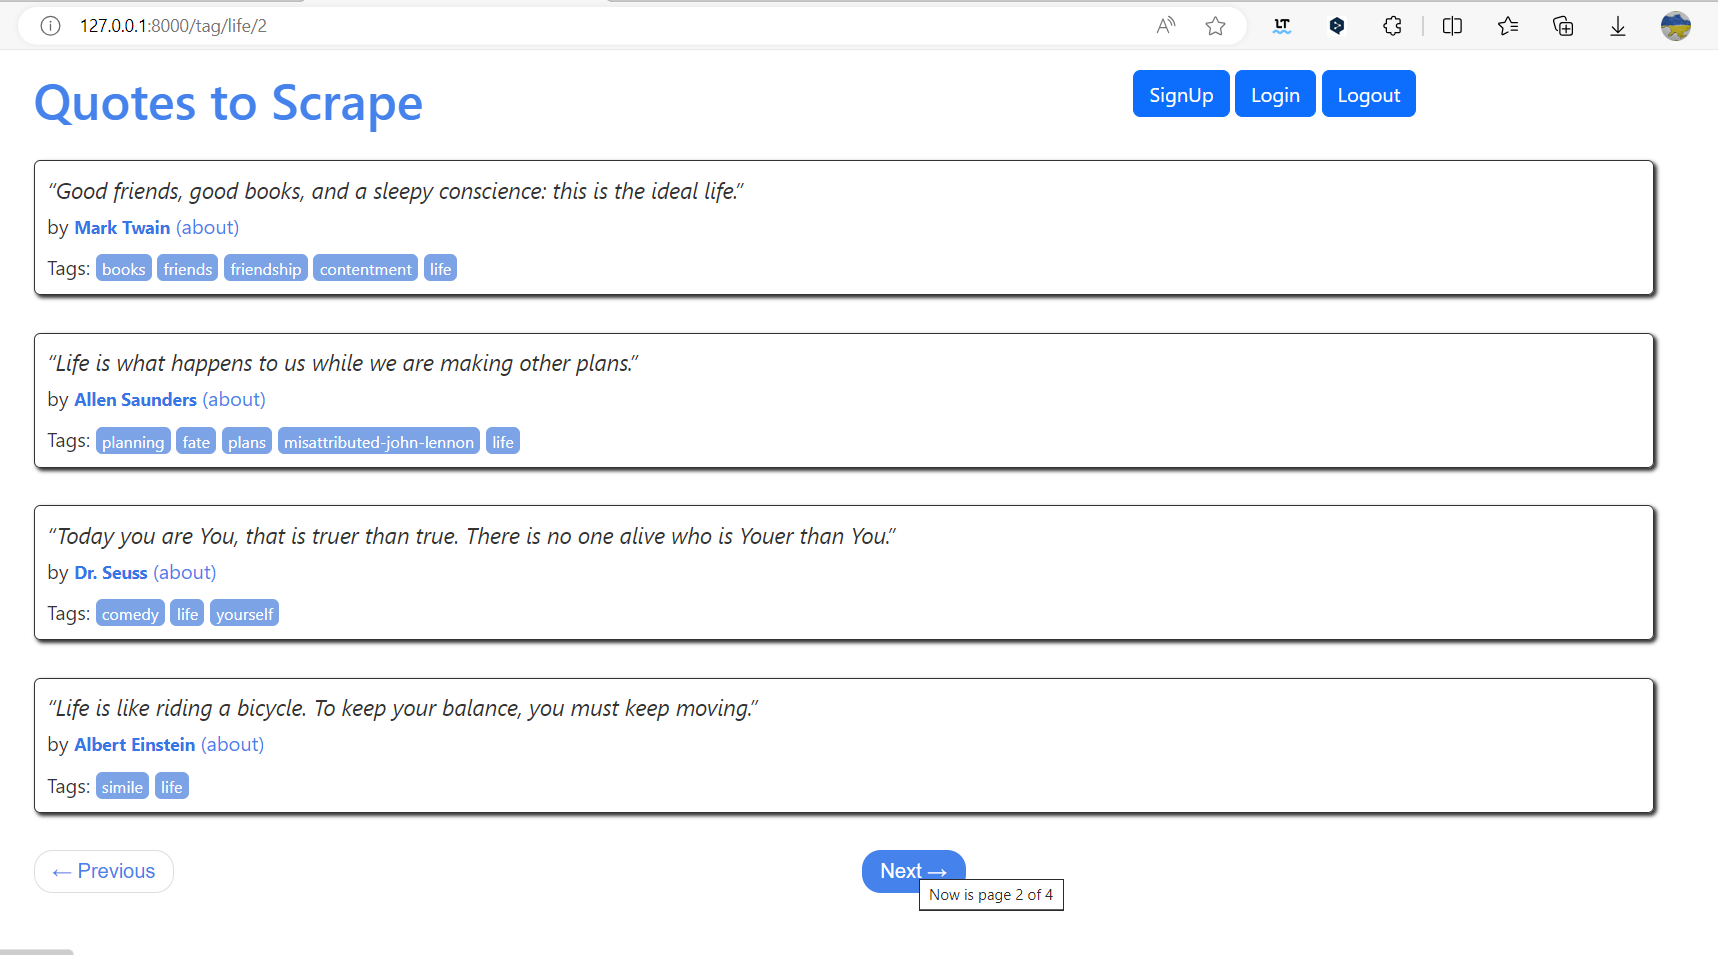 127.0.0.1:8000/tag/life/2
A
LT
Quotes to Scrape
SignUp Login Logout
“Good friends, good books, and a sleepy conscience: this is the ideal life.”
by Mark Twain (about)
Tags: books friends friendship contentment life
“Life is what happens to us while we are making other plans.”
by Allen Saunders (about)
Tags: planning fate plans misattributed-john-lennon life
“Today you are You, that is truer than true. There is no one alive who is Youer than You.”
by Dr. Seuss (about)
Tags: comedy life yourself
“Life is like riding a bicycle. To keep your balance, you must keep moving.”
by Albert Einstein (about)
Tags: simile life
← Previous
Next →
Now is page 2 of 4